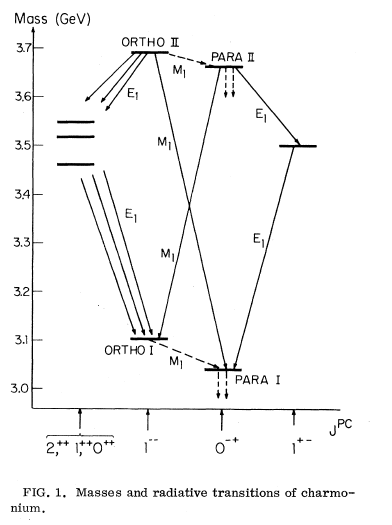 Mass (GeV)
ORTHO II
PARA II
3.7
M₁
E₁
E₁
3.6
M₁
3.5
3.4
E₁
3.3
E₁
M₁
3.2
3.1
ORTHO I
M₁
PARA I
3.0
J^PC
2,⁺⁺ 1,⁺⁺0⁺⁺
1⁻⁻
0⁻⁺
1⁺⁻
FIG. 1. Masses and radiative transitions of charmo-
nium.